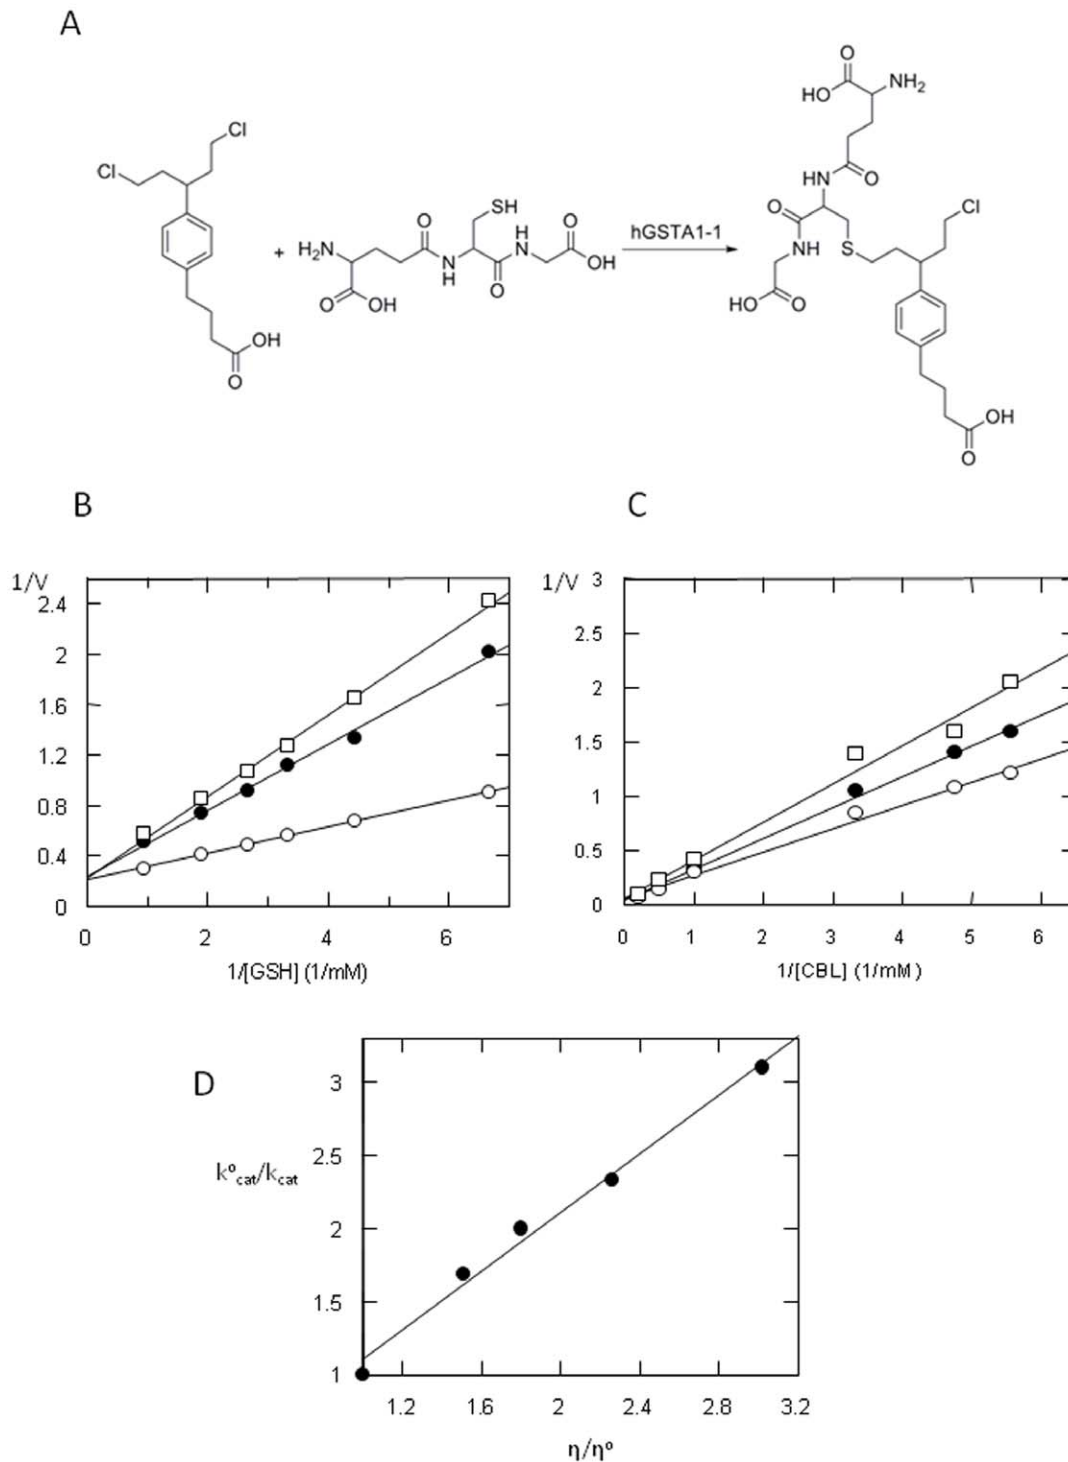 A
Cl
Cl
OH
O
+
H₂N
O
OH
O
N
H
SH
O
H
N
O
OH
hGSTA1-1
O
HO
NH₂
HN
O
O
NH
S
HO
O
Cl
OH
O
B
1/V
2.4
2
1.6
1.2
0.8
0.4
0
0 2 4 6
1/[GSH] (1/mM)
C
1/V
3
2.5
2
1.5
1
0.5
0
0 1 2 3 4 5 6
1/[CBL] (1/mM)
D
k°cat/kcat
3
2.5
2
1.5
1
1.2 1.6 2 2.4 2.8 3.2
η/η°